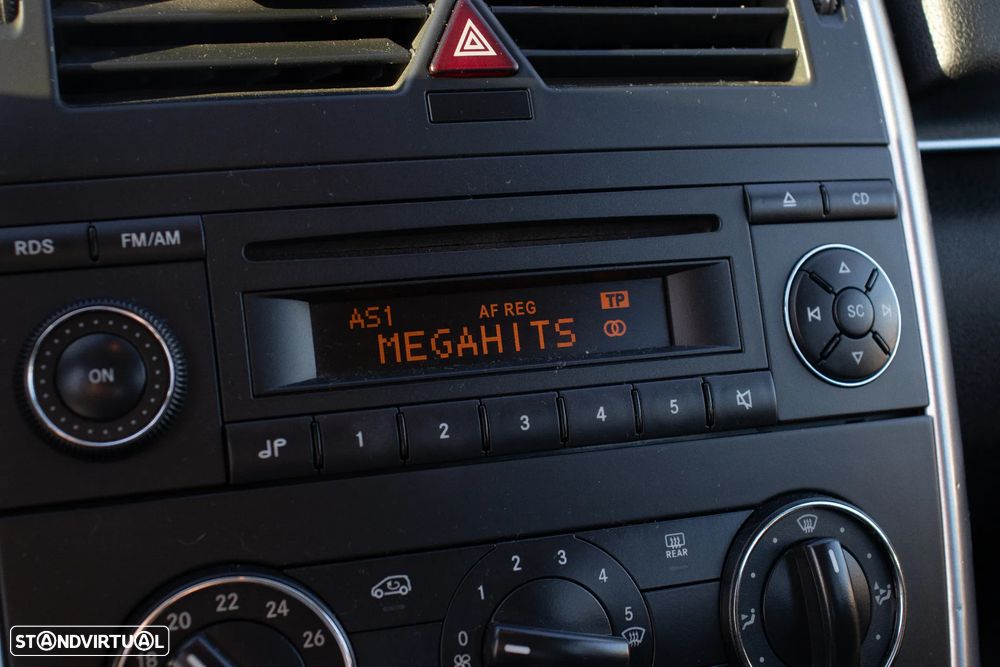 CD
RDS FM/AM
AS1 AF REG TP
MEGAHITS
SC
ON
1 2 3 4 5
REAR
18 20 22 24 26
0 1 2 3 4 5
STANDVIRTUAL